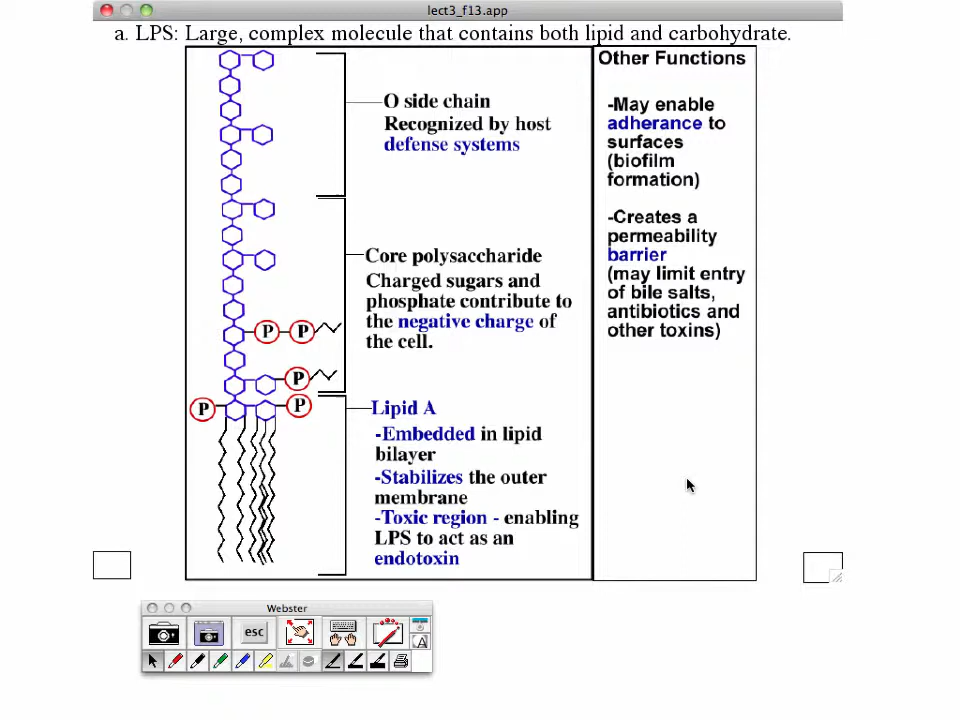 lect3_f13.app
a. LPS: Large, complex molecule that contains both lipid and carbohydrate.
O side chain
Recognized by host
defense systems
Core polysaccharide
Charged sugars and
phosphate contribute to
the negative charge of
the cell.
P P
P
P P
Lipid A
-Embedded in lipid
bilayer
-Stabilizes the outer
membrane
-Toxic region - enabling
LPS to act as an
endotoxin
Other Functions
-May enable
adherance to
surfaces
(biofilm
formation)
-Creates a
permeability
barrier
(may limit entry
of bile salts,
antibiotics and
other toxins)
Webster
esc
A